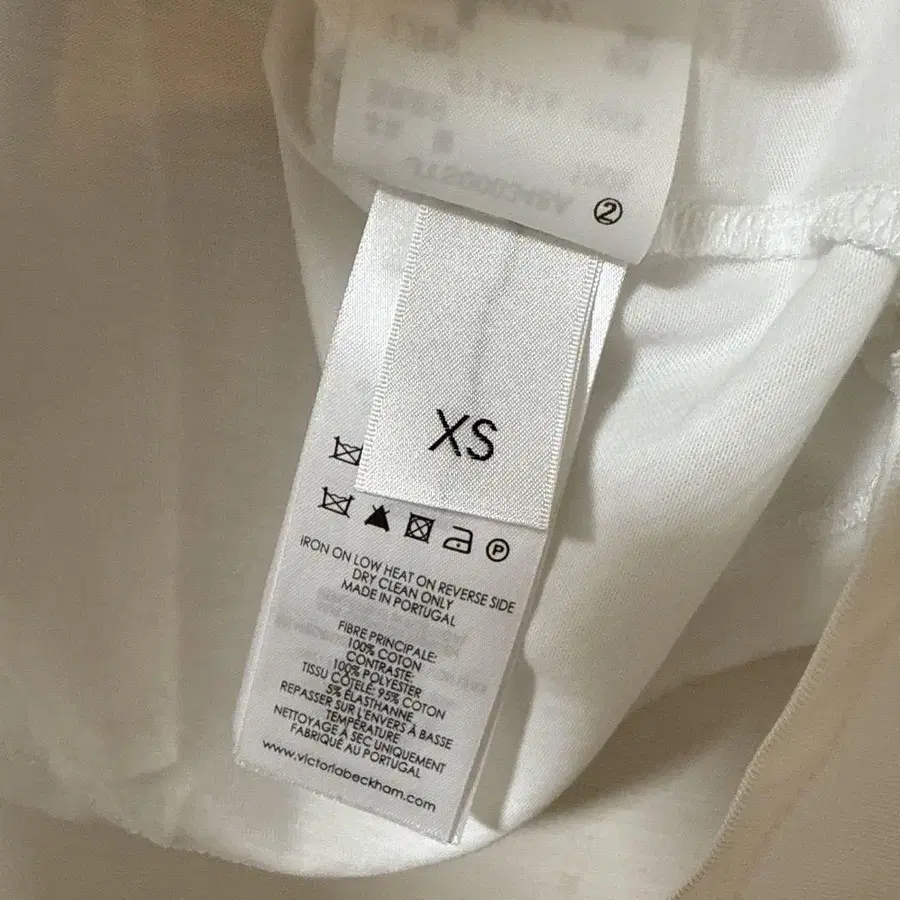 ②
XS
P
IRON ON LOW HEAT ON REVERSE SIDE
DRY CLEAN ONLY
MADE IN PORTUGAL
FIBRE PRINCIPALE:
100% COTON
CONTRASTE:
100% POLYESTER
TISSU CÔTELÉ: 95% COTON
5% ÉLASTHANNE
REPASSER SUR L'ENVERS À BASSE
TEMPÉRATURE
NETTOYAGE À SEC UNIQUEMENT
FABRIQUÉ AU PORTUGAL
www.victoriabeckham.com